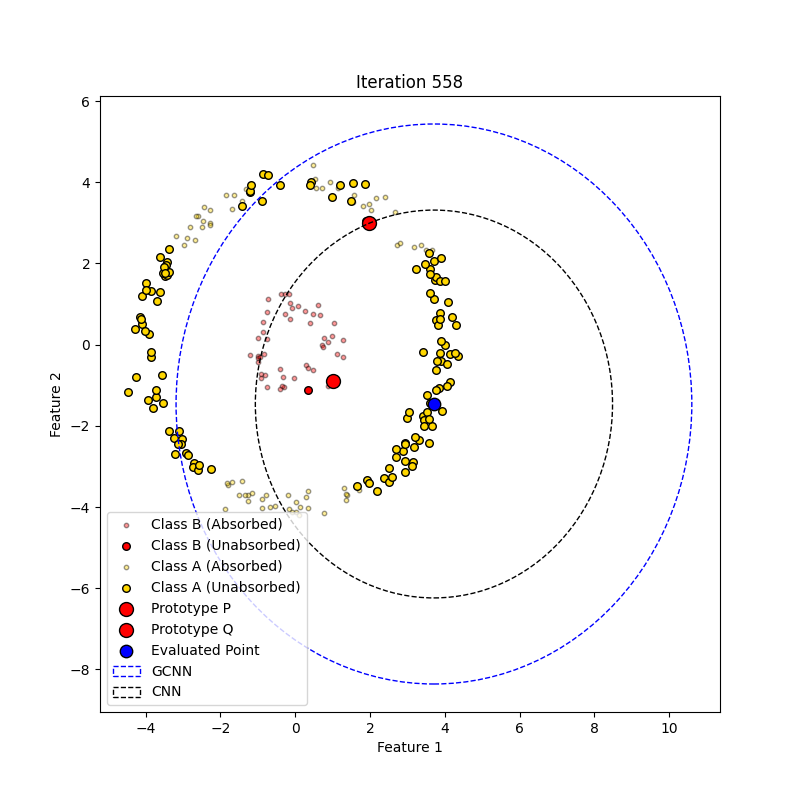 Iteration 558
6
4
2
0
−2
−4
−6
−8
Feature 2
Class B (Absorbed)
Class B (Unabsorbed)
Class A (Absorbed)
Class A (Unabsorbed)
Prototype P
Prototype Q
Evaluated Point
GCNN
CNN
−4 −2 0 2 4 6 8 10
Feature 1